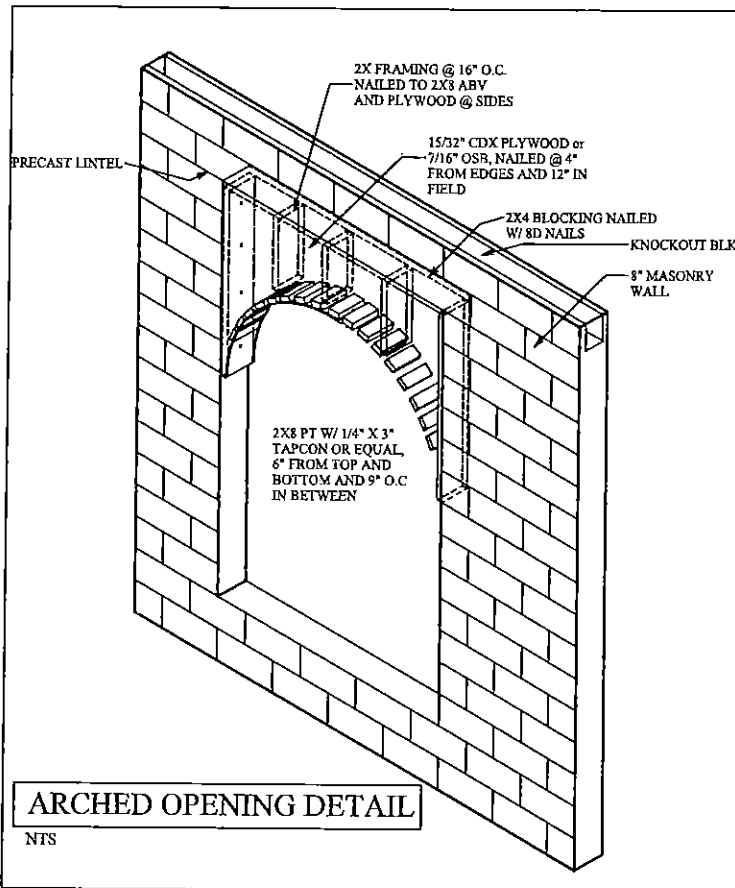 2X FRAMING @ 16" O.C.
NAILED TO 2X8 ABV
AND PLYWOOD @ SIDES
PRECAST LINTEL
15/32" CDX PLYWOOD or
7/16" OSB, NAILED @ 4"
FROM EDGES AND 12" IN
FIELD
2X4 BLOCKING NAILED
W/ 8D NAILS
KNOCKOUT BLK
8" MASONRY
WALL
2X8 PT W/ 1/4" X 3"
TAPCON OR EQUAL,
6" FROM TOP AND
BOTTOM AND 9" O.C
IN BETWEEN
ARCHED OPENING DETAIL
NTS